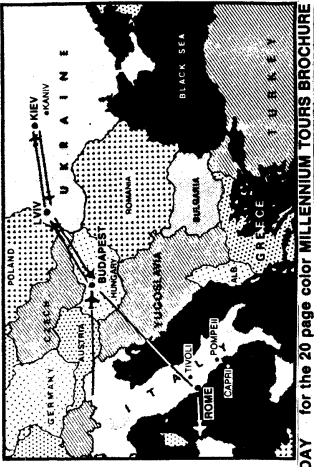 POLAND
KIEV
KANIV
LVIV
UKRAINE
GERMANY
CZECH
AUSTRIA
BUDAPEST
HUNGARY
ROMANIA
BLACK SEA
YUGOSLAVIA
BULGARIA
ITALY
TIVOLI
ROME
POMPEII
CAPRI
ALB
GREECE
TURKEY
DAY for the 20 page color MILLENNIUM TOURS BROCHURE